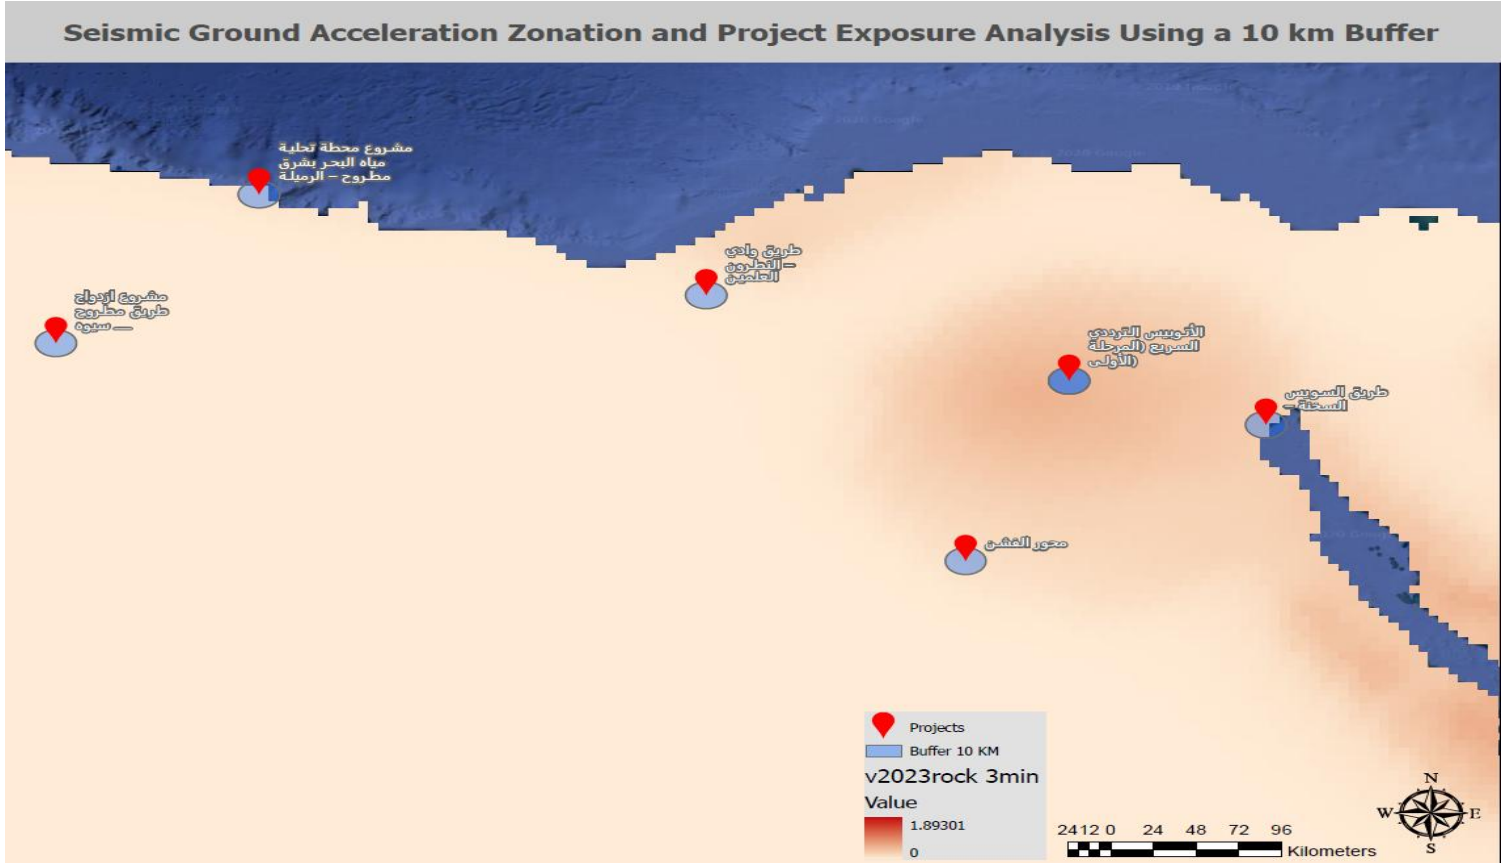 Seismic Ground Acceleration Zonation and Project Exposure Analysis Using a 10 km Buffer
مشروع محطة تحلية
مياه البحر بشرق
مطروح – الرميلة
طريق وادي
النطرون –
العلمين
مشروع ازدواج
طريق مطروح
— سيوه
الأتوبيس الترددي
السريع (المرحلة
الأولى)
طريق السويس
– السخنة
محور الفشن
Projects
Buffer 10 KM
v2023rock 3min
Value
1.89301
0
N
W
E
S
24 12 0 24 48 72 96
Kilometers